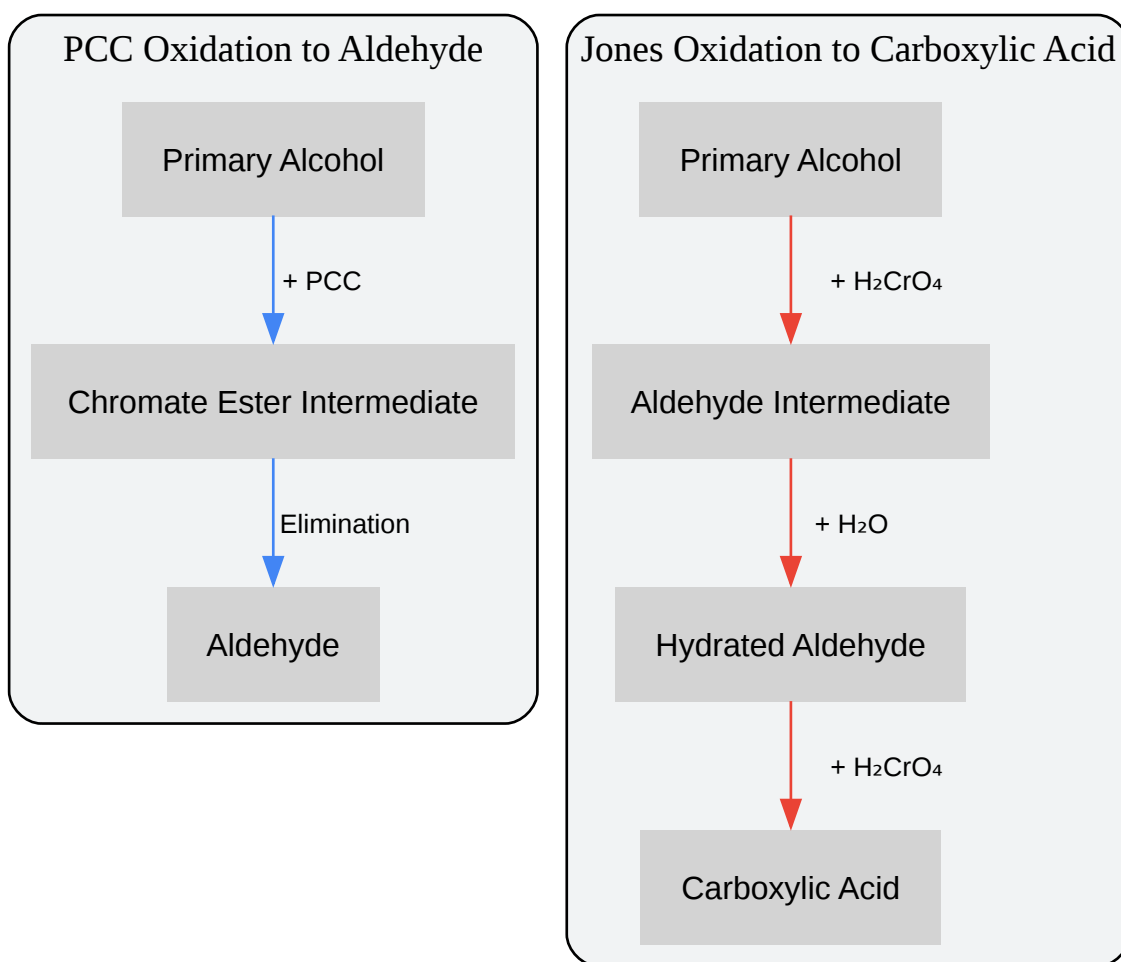 PCC Oxidation to Aldehyde
Primary Alcohol
+ PCC
Chromate Ester Intermediate
Elimination
Aldehyde
Jones Oxidation to Carboxylic Acid
Primary Alcohol
+ H₂CrO₄
Aldehyde Intermediate
+ H₂O
Hydrated Aldehyde
+ H₂CrO₄
Carboxylic Acid